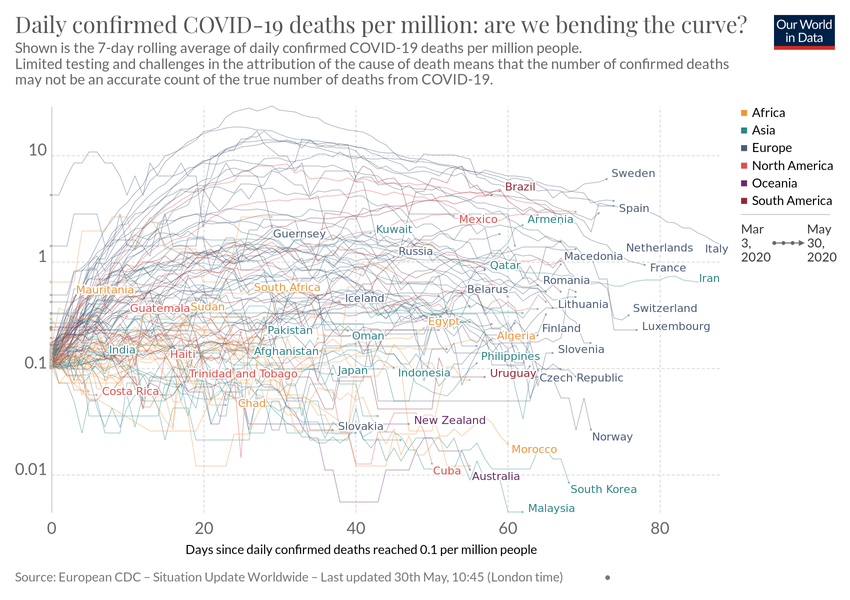 Daily confirmed COVID-19 deaths per million: are we bending the curve?
Our World
in Data
Shown is the 7-day rolling average of daily confirmed COVID-19 deaths per million people.
Limited testing and challenges in the attribution of the cause of death means that the number of confirmed deaths
may not be an accurate count of the true number of deaths from COVID-19.
Africa
Asia
Europe
North America
Oceania
South America
Mar
3,
2020
May
30,
2020
10
1
0.1
0.01
Sweden
Brazil
Spain
Mexico
Armenia
Guernsey
Kuwait
Russia
Netherlands
Italy
Macedonia
Qatar
France
Iran
Mauritania
South Africa
Belarus
Romania
Iceland
Guatemala
Sudan
Lithuania
Switzerland
Egypt
Finland
Luxembourg
Pakistan
Oman
Algeria
India
Haiti
Afghanistan
Philippines
Slovenia
Trinidad and Tobago
Japan
Indonesia
Uruguay
Czech Republic
Costa Rica
Chad
Slovakia
New Zealand
Norway
Morocco
Cuba
Australia
South Korea
Malaysia
0
20
40
60
80
Days since daily confirmed deaths reached 0.1 per million people
Source: European CDC – Situation Update Worldwide – Last updated 30th May, 10:45 (London time)